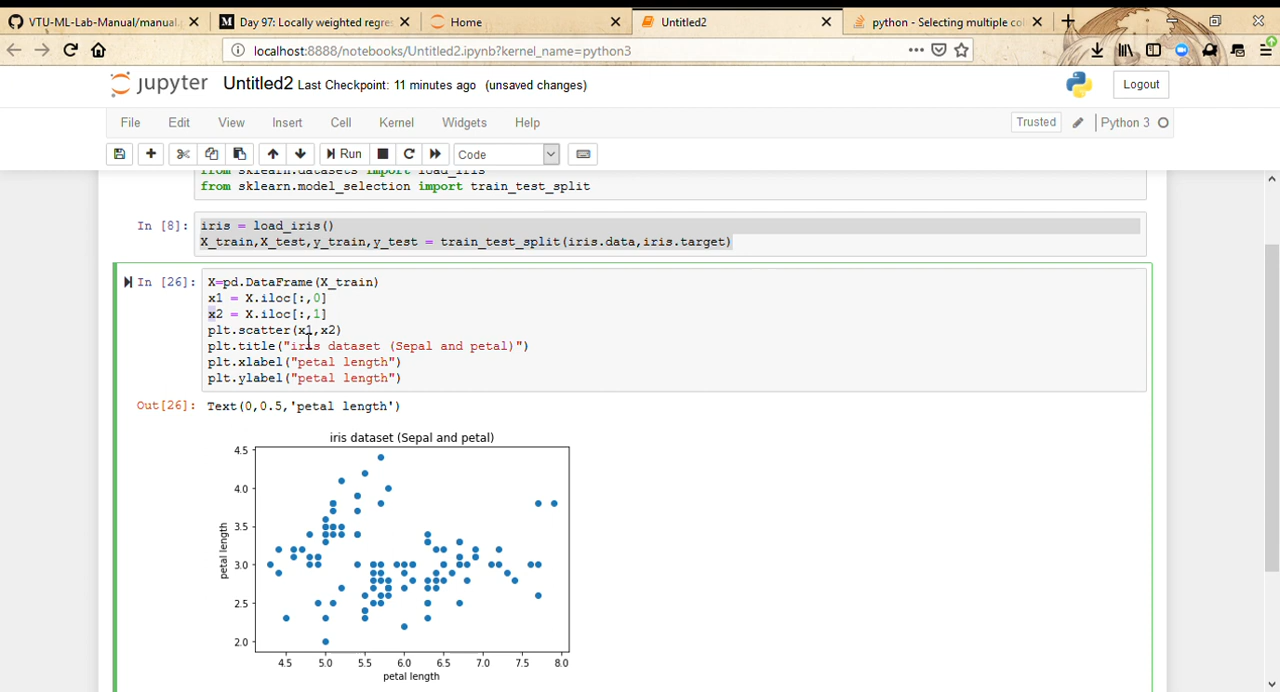 VTU-ML-Lab-Manual/manual.
Day 97: Locally weighted regres
Home
Untitled2
python - Selecting multiple co
localhost:8888/notebooks/Untitled2.ipynb?kernel_name=python3
jupyter Untitled2 Last Checkpoint: 11 minutes ago (unsaved changes)
Logout
File Edit View Insert Cell Kernel Widgets Help
Trusted Python 3
Run Code
from sklearn.datasets import load_iris
from sklearn.model_selection import train_test_split
In [8]: iris = load_iris()
X_train,X_test,y_train,y_test = train_test_split(iris.data,iris.target)
In [26]: X=pd.DataFrame(X_train)
x1 = X.iloc[:,0]
x2 = X.iloc[:,1]
plt.scatter(x1,x2)
plt.title("iris dataset (Sepal and petal)")
plt.xlabel("petal length")
plt.ylabel("petal length")
Out[26]: Text(0,0.5,'petal length')
iris dataset (Sepal and petal)
4.5
4.0
3.5
3.0
2.5
2.0
petal length
4.5 5.0 5.5 6.0 6.5 7.0 7.5 8.0
petal length